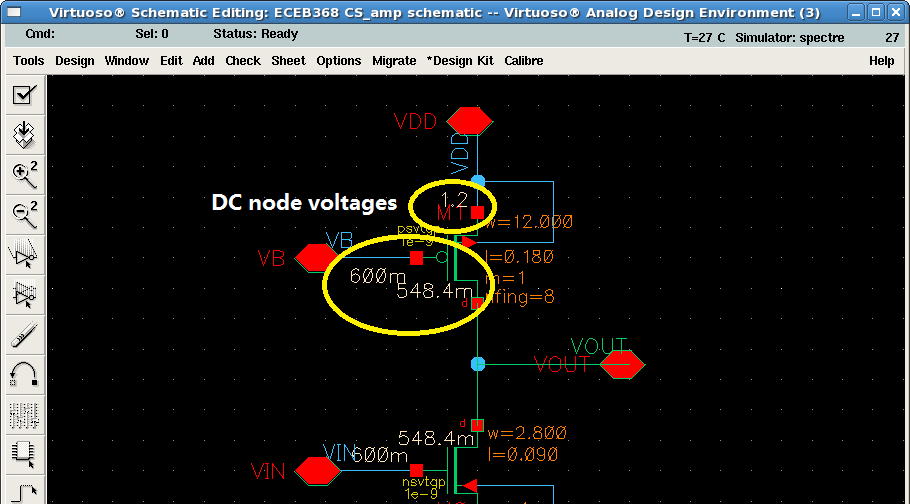 Virtuoso® Schematic Editing: ECEB368 CS_amp schematic -- Virtuoso® Analog Design Environment (3)
Cmd: Sel: 0 Status: Ready T=27 C Simulator: spectre 27
Tools Design Window Edit Add Check Sheet Options Migrate *Design Kit Calibre Help
2
2
VDD
VDD
DC node voltages
1.2
M1
w=12.000
psvtgp
1e-9
VB
VB
l=0.180
600m
m=1
548.4m
nfing=8
d
VOUT
VOUT
d
w=2.800
548.4m
l=0.090
VIN
600m
VIN
nsvtgp
1e-9